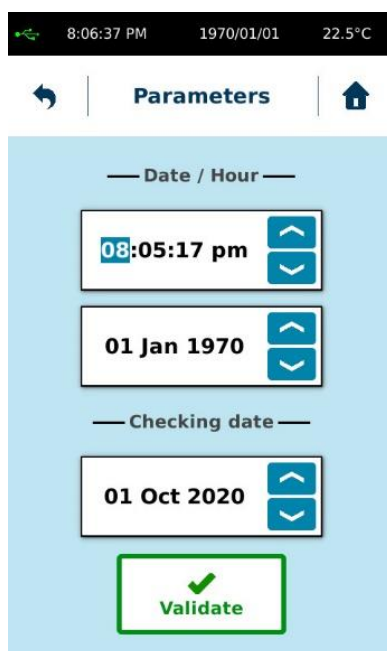 8:06:37 PM 1970/01/01 22.5°C
Parameters
Date / Hour
08:05:17 pm
01 Jan 1970
Checking date
01 Oct 2020
Validate